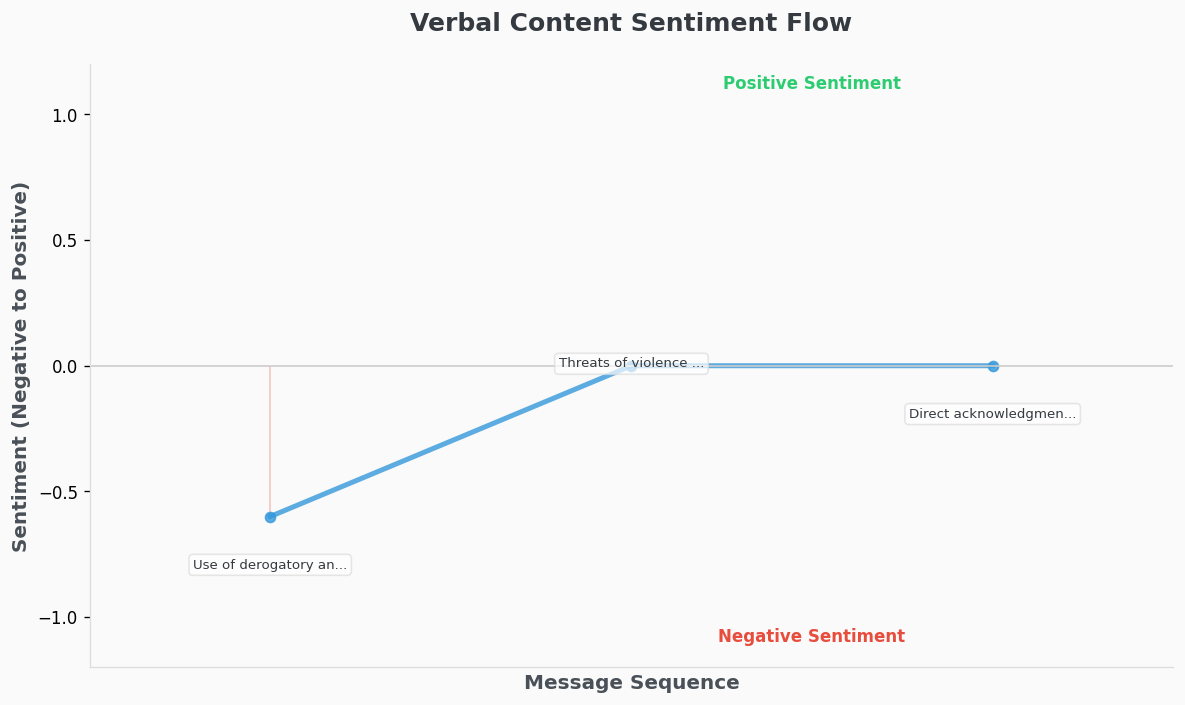 Verbal Content Sentiment Flow
Positive Sentiment
1.0
0.5
0.0
−0.5
−1.0
Sentiment (Negative to Positive)
Threats of violence ...
Direct acknowledgmen...
Use of derogatory an...
Negative Sentiment
Message Sequence